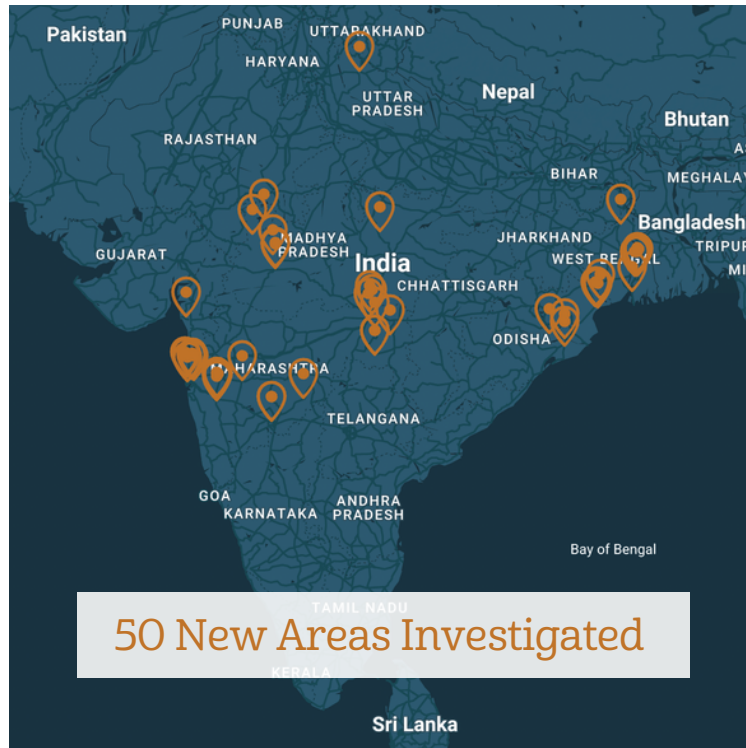 PUNJAB
Pakistan
UTTARAKHAND
HARYANA
Nepal
UTTAR
PRADESH
Bhutan
RAJASTHAN
AS
BIHAR
MEGHALAY
Bangladesh
JHARKHAND
MADHYA
PRADESH
TRIPUR
GUJARAT
India
WEST BENGAL
MI
CHHATTISGARH
ODISHA
MAHARASHTRA
TELANGANA
GOA
KARNATAKA
ANDHRA
PRADESH
Bay of Bengal
TAMIL NADU
50 New Areas Investigated
KERALA
Sri Lanka